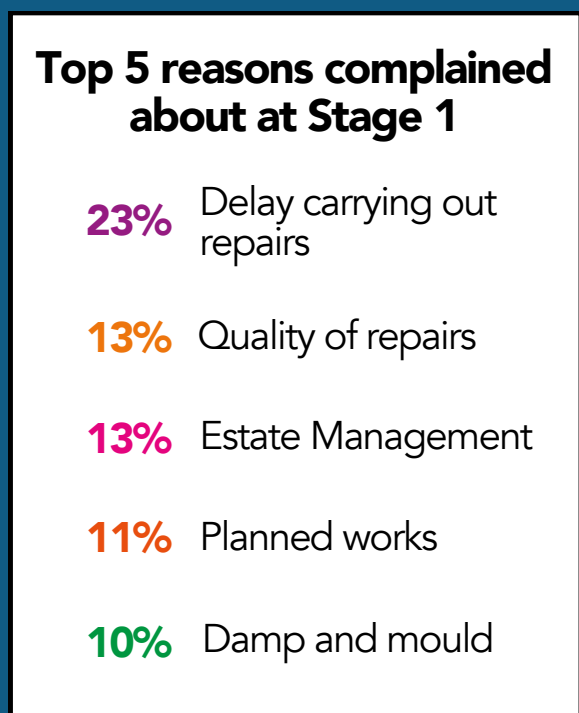 Top 5 reasons complained
about at Stage 1
23% Delay carrying out
repairs
13% Quality of repairs
13% Estate Management
11% Planned works
10% Damp and mould